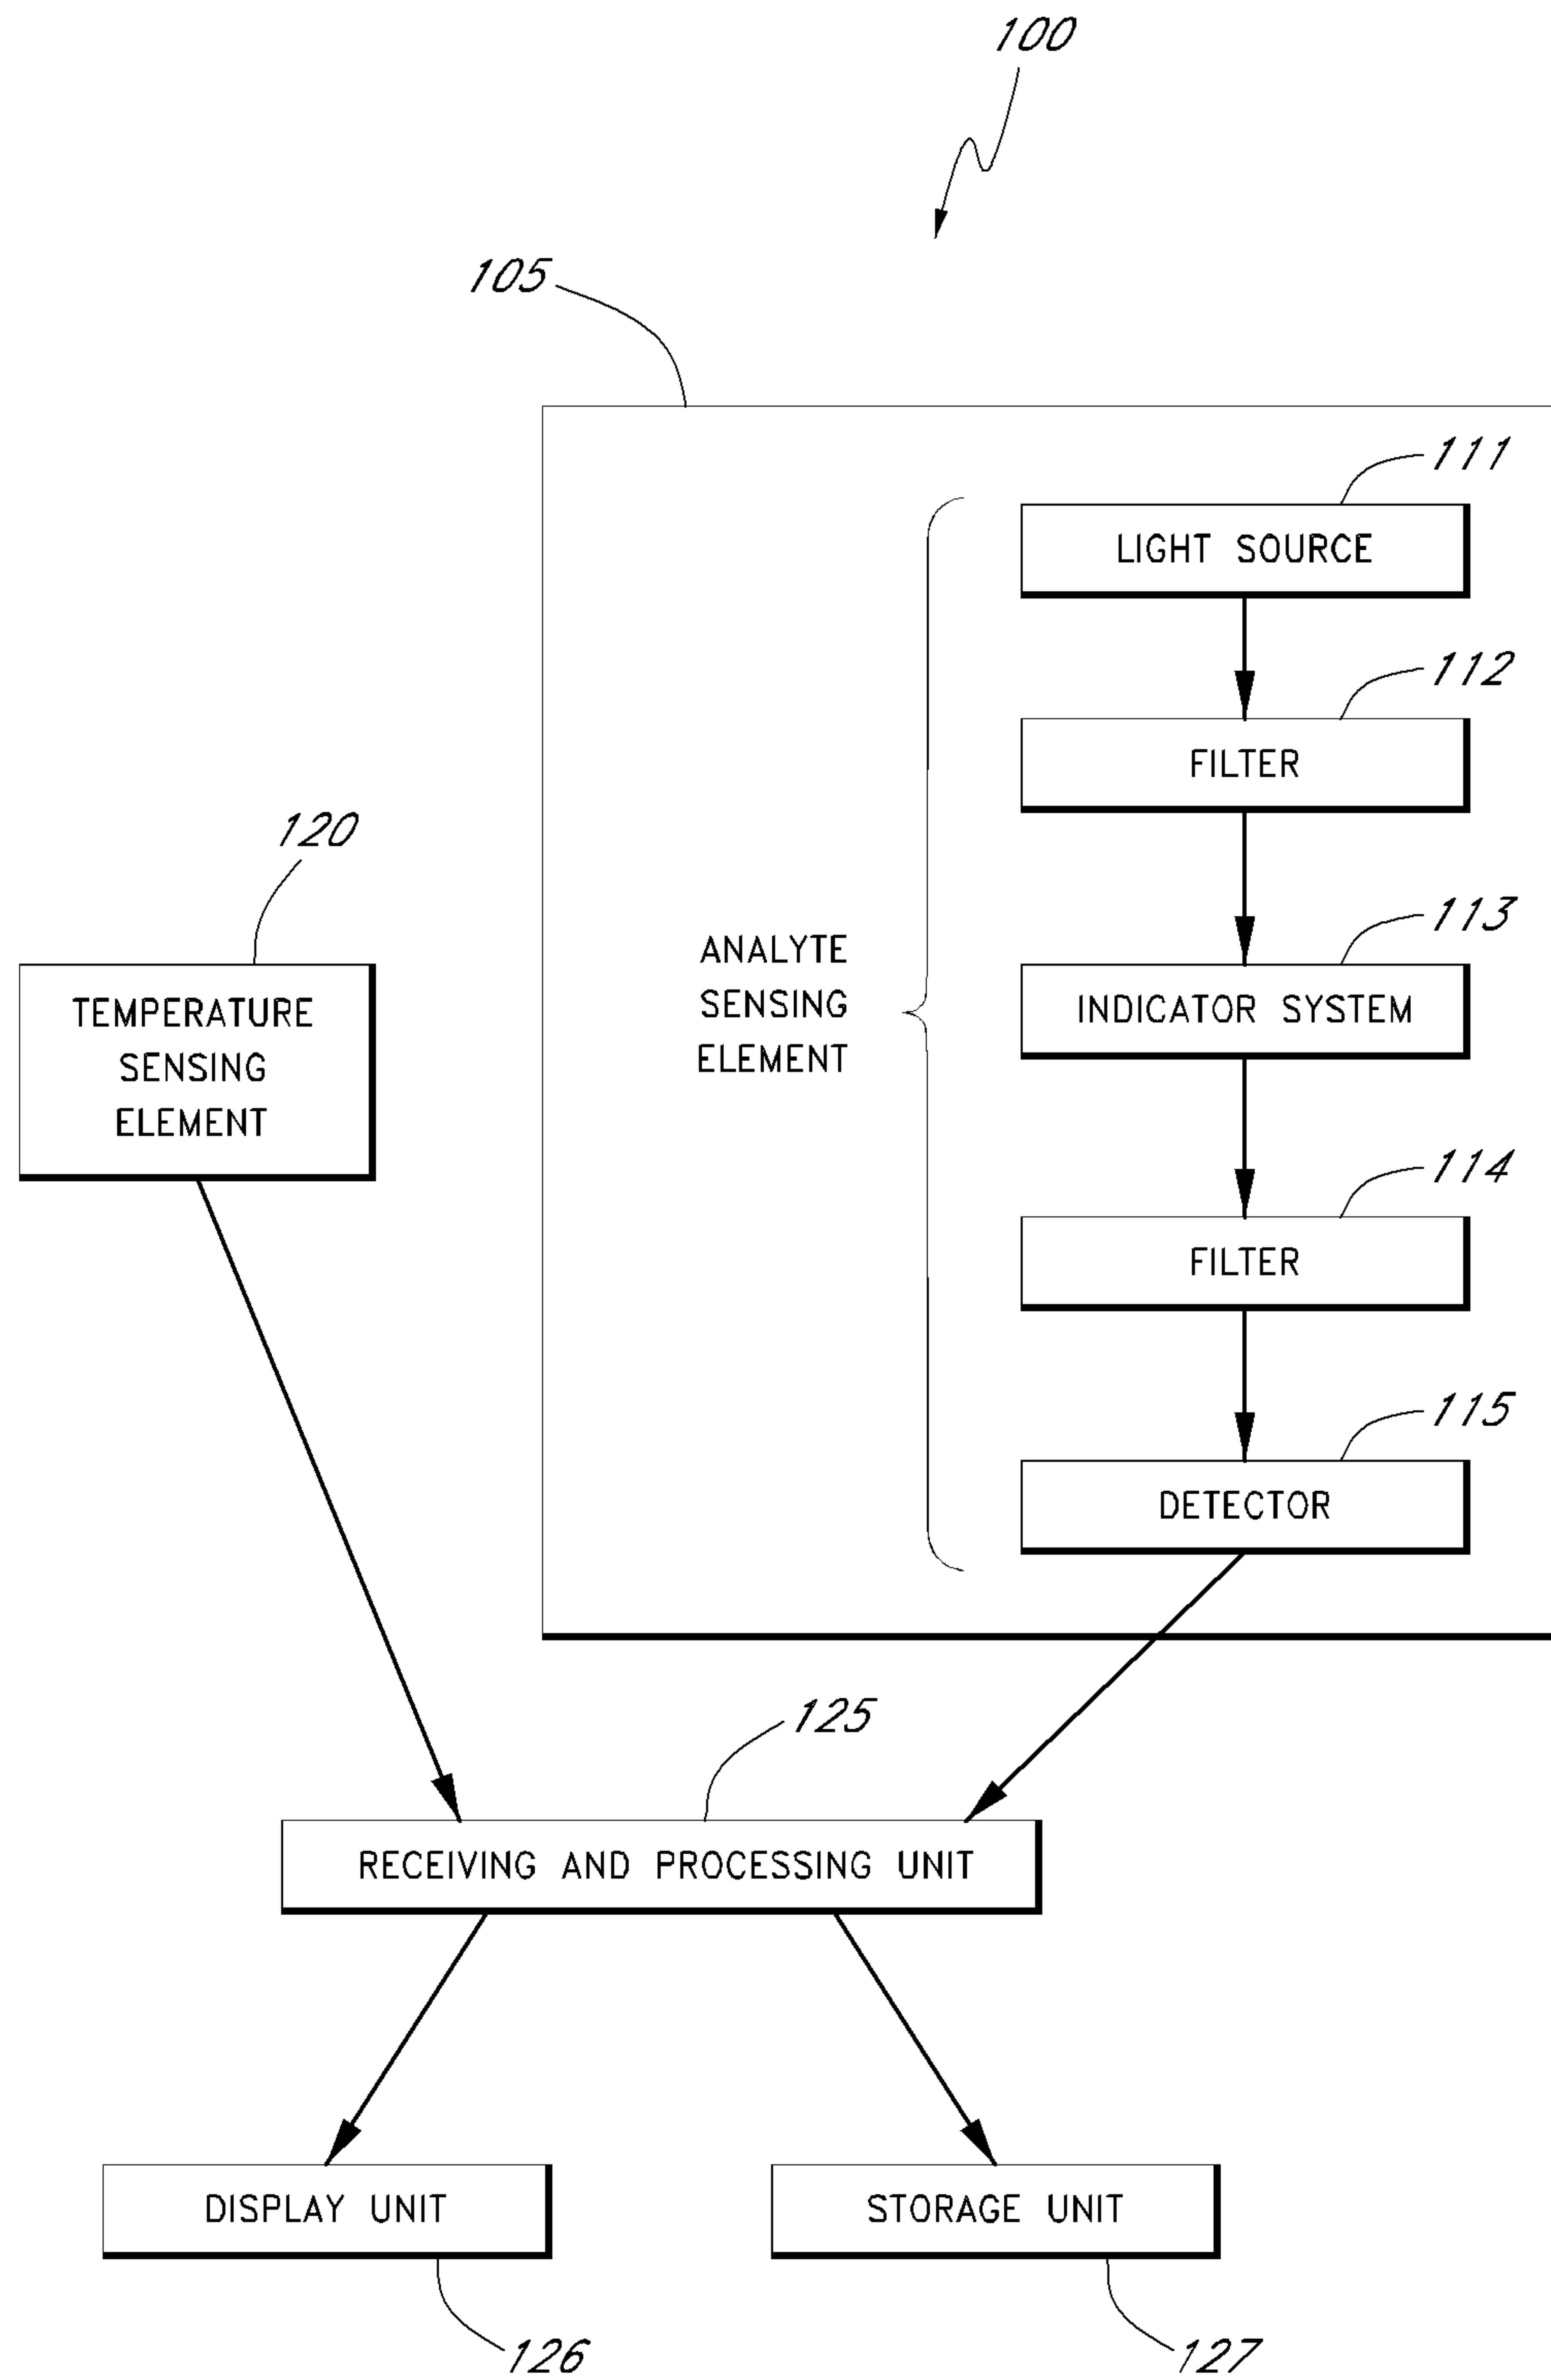 100
105
111
LIGHT SOURCE
112
FILTER
120
113
ANALYTE
SENSING
ELEMENT
INDICATOR SYSTEM
TEMPERATURE
SENSING
ELEMENT
114
FILTER
115
DETECTOR
125
RECEIVING AND PROCESSING UNIT
DISPLAY UNIT
STORAGE UNIT
126
127